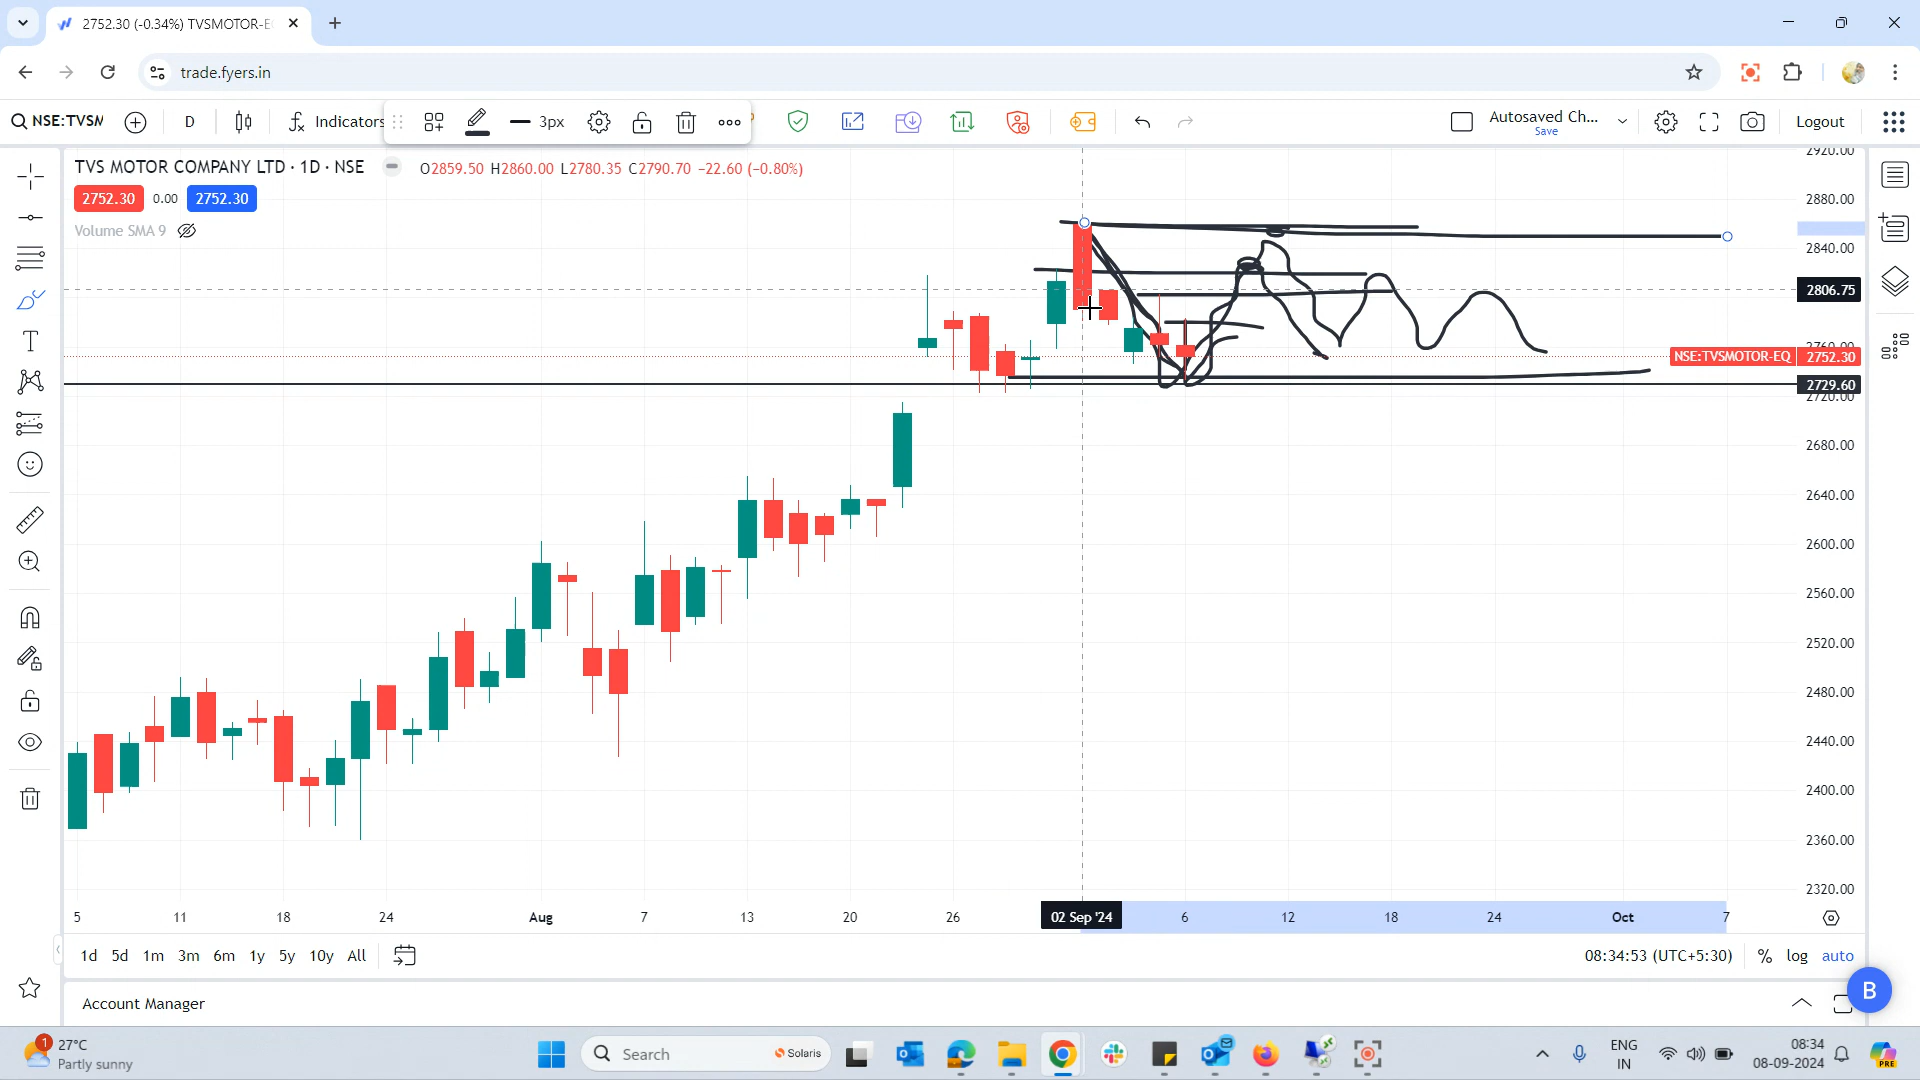 2752.30 (-0.34%) TVSMOTOR-E
trade.fyers.in
NSE:TVSM
D
Indicators
3px
Autosaved Ch...
Save
Logout
TVS MOTOR COMPANY LTD · 1D · NSE
O2859.50 H2860.00 L2780.35 C2790.70 −22.60 (−0.80%)
2752.30 0.00 2752.30
Volume SMA 9
2920.00
2880.00
2840.00
2806.75
2760.00
NSE:TVSMOTOR-EQ 2752.30
2729.60
2720.00
2680.00
2640.00
2600.00
2560.00
2520.00
2480.00
2440.00
2400.00
2360.00
2320.00
5 11 18 24 Aug 7 13 20 26 02 Sep '24 6 12 18 24 Oct 7
1d 5d 1m 3m 6m 1y 5y 10y All
08:34:53 (UTC+5:30) % log auto
Account Manager
B
1
27°C
Partly sunny
Search
Solaris
ENG
IN
08:34
08-09-2024
PRE